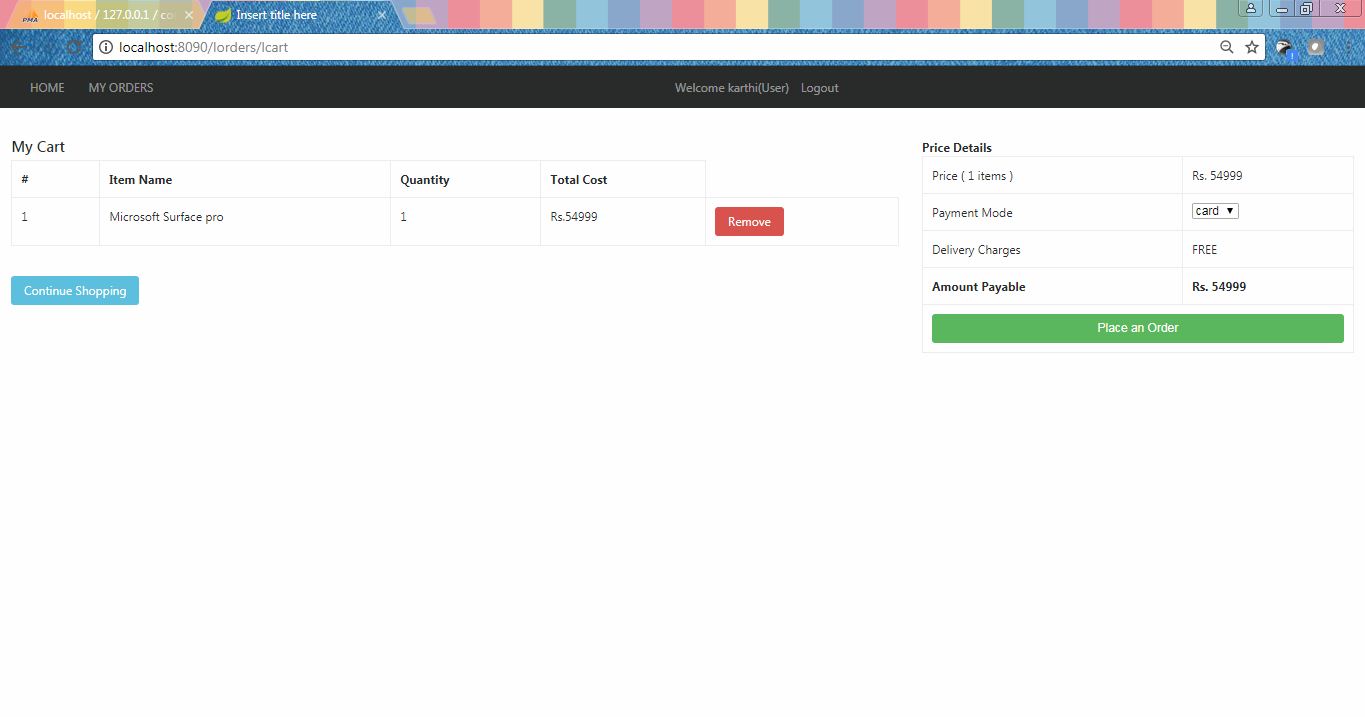 PMA localhost / 127.0.0.1 / co
Insert title here
localhost:8090/lorders/lcart
HOME MY ORDERS Welcome karthi(User) Logout
My Cart
# Item Name Quantity Total Cost
1 Microsoft Surface pro 1 Rs.54999 Remove
Continue Shopping
Price Details
Price ( 1 items ) Rs. 54999
Payment Mode card
Delivery Charges FREE
Amount Payable Rs. 54999
Place an Order